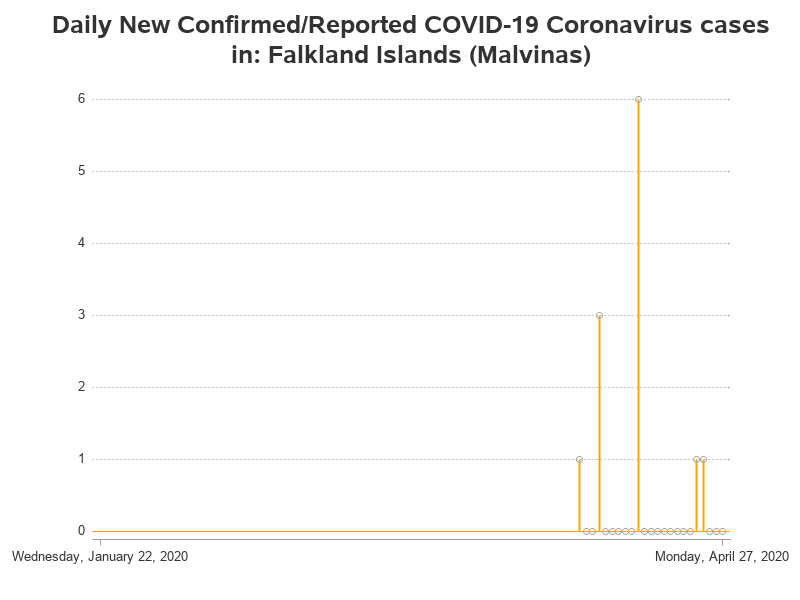 Daily New Confirmed/Reported COVID-19 Coronavirus cases
in: Falkland Islands (Malvinas)
6
5
4
3
2
1
0
Wednesday, January 22, 2020
Monday, April 27, 2020